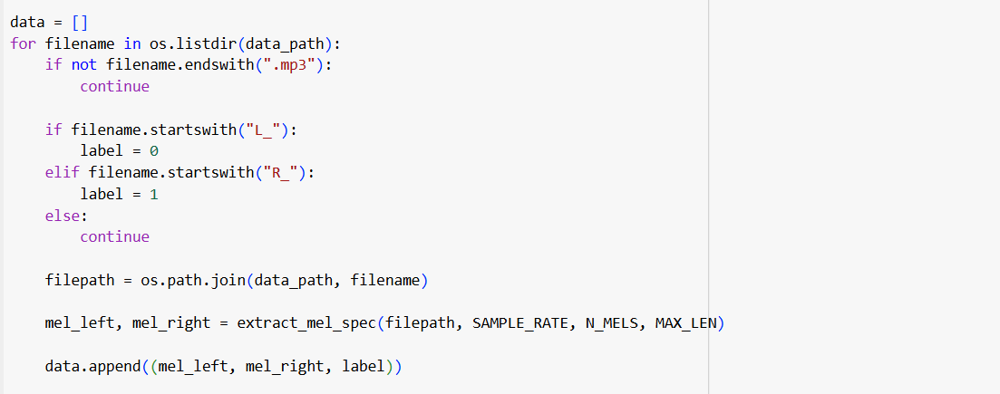 data = []
for filename in os.listdir(data_path):
    if not filename.endswith(".mp3"):
        continue

    if filename.startswith("L_"):
        label = 0
    elif filename.startswith("R_"):
        label = 1
    else:
        continue

    filepath = os.path.join(data_path, filename)

    mel_left, mel_right = extract_mel_spec(filepath, SAMPLE_RATE, N_MELS, MAX_LEN)

    data.append((mel_left, mel_right, label))